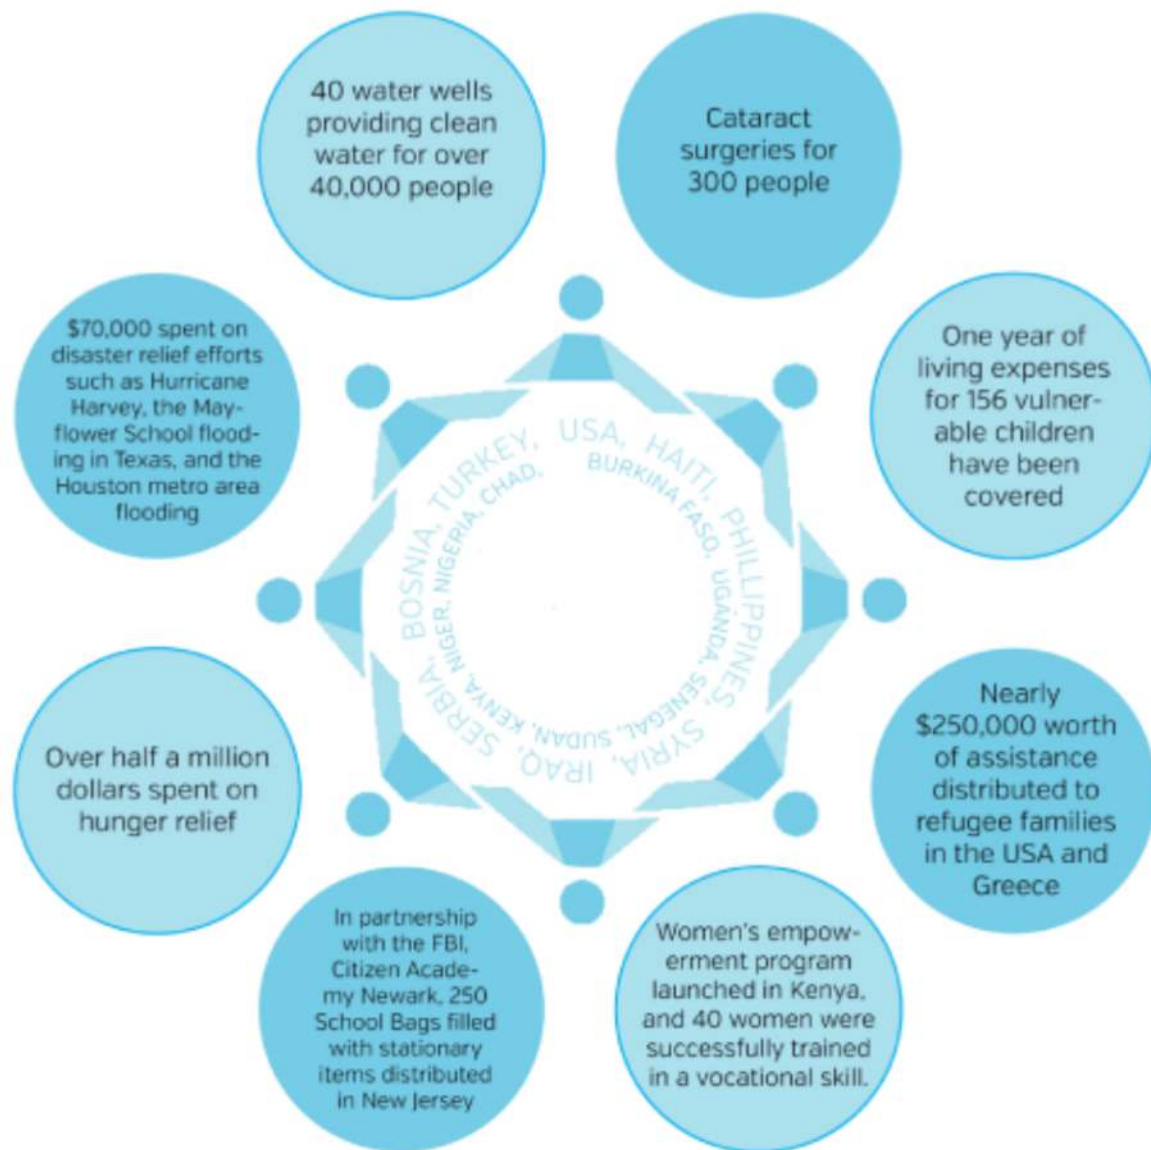 40 water wells
providing clean
water for over
40,000 people
Cataract
surgeries for
300 people
$70,000 spent on
disaster relief efforts
such as Hurricane
Harvey, the May-
flower School flood-
ing in Texas, and the
Houston metro area
flooding
One year of
living expenses
for 156 vulner-
able children
have been
covered
USA, HAITI, PHILLIPPINES, SYRIA, IRAQ, SERBIA, BOSNIA, TURKEY,
BURKINA FASO, UGANDA, SENEGAL, SUDAN, KENYA, NIGER, NIGERIA, CHAD,
Over half a million
dollars spent on
hunger relief
Nearly
$250,000 worth
of assistance
distributed to
refugee families
in the USA and
Greece
In partnership
with the FBI,
Citizen Acade-
my Newark, 250
School Bags filled
with stationary
items distributed
in New Jersey
Women's empow-
erment program
launched in Kenya,
and 40 women were
successfully trained
in a vocational skill.